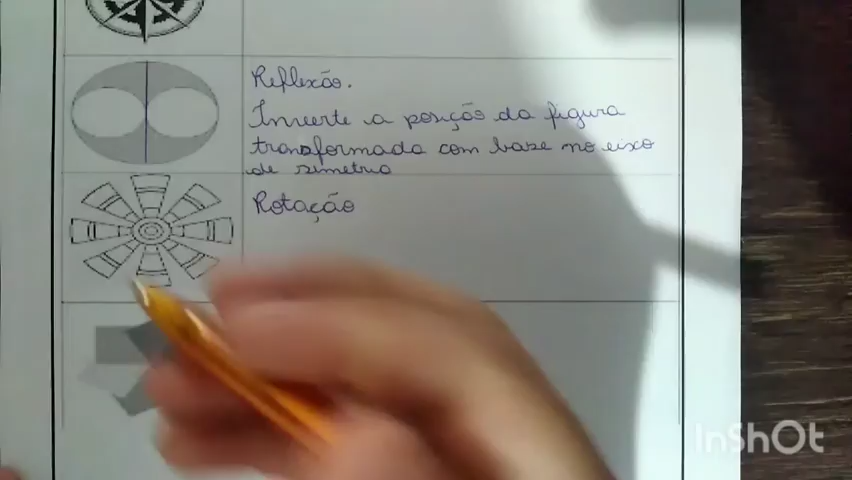 Reflexão.
Inverte a posição da figura
transformada com base no eixo
de simetria
Rotação
InShOt